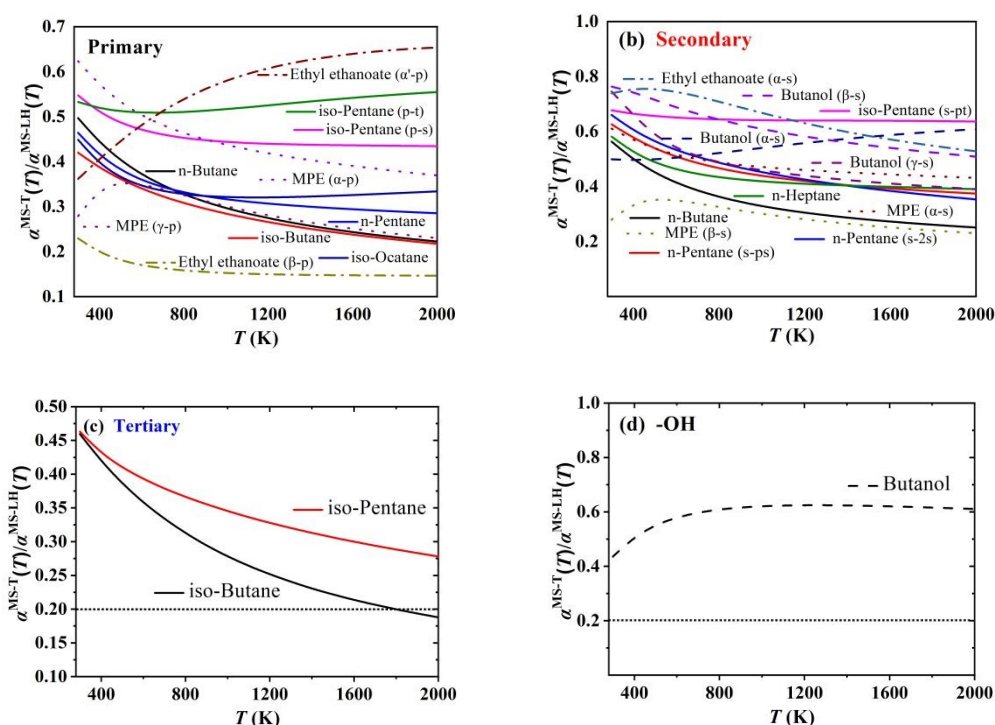 Primary
0.7
0.6
0.5
0.4
0.3
0.2
0.1
α^MS-T(T)/α^MS-LH(T)
Ethyl ethanoate (α'-p)
iso-Pentane (p-t)
iso-Pentane (p-s)
n-Butane
MPE (α-p)
n-Pentane
MPE (γ-p)
iso-Butane
Ethyl ethanoate (β-p)
iso-Ocatane
400 800 1200 1600 2000
T (K)
(b) Secondary
1.0
0.8
0.6
0.4
0.2
α^MS-T(T)/α^MS-LH(T)
Ethyl ethanoate (α-s)
Butanol (β-s)
iso-Pentane (s-pt)
Butanol (α-s)
Butanol (γ-s)
n-Heptane
MPE (α-s)
n-Butane
MPE (β-s)
n-Pentane (s-2s)
n-Pentane (s-ps)
400 800 1200 1600 2000
T (K)
(c) Tertiary
0.50
0.45
0.40
0.35
0.30
0.25
0.20
0.15
0.10
α^MS-T(T)/α^MS-LH(T)
iso-Pentane
iso-Butane
400 800 1200 1600 2000
T (K)
(d) -OH
1.0
0.8
0.6
0.4
0.2
α^MS-T(T)/α^MS-LH(T)
Butanol
400 800 1200 1600 2000
T (K)